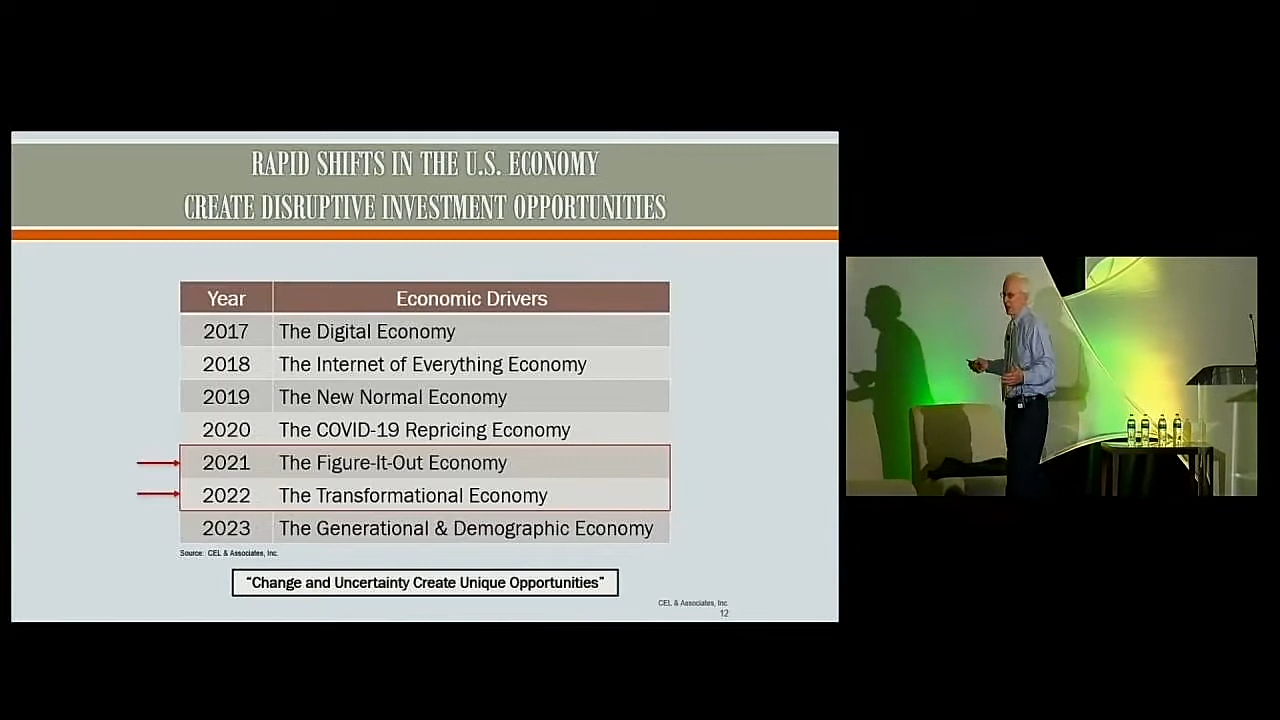 RAPID SHIFTS IN THE U.S. ECONOMY
CREATE DISRUPTIVE INVESTMENT OPPORTUNITIES
Year Economic Drivers
2017 The Digital Economy
2018 The Internet of Everything Economy
2019 The New Normal Economy
2020 The COVID-19 Repricing Economy
2021 The Figure-It-Out Economy
2022 The Transformational Economy
2023 The Generational & Demographic Economy
Source: CEL & Associates, Inc.
“Change and Uncertainty Create Unique Opportunities”
CEL & Associates, Inc.
12